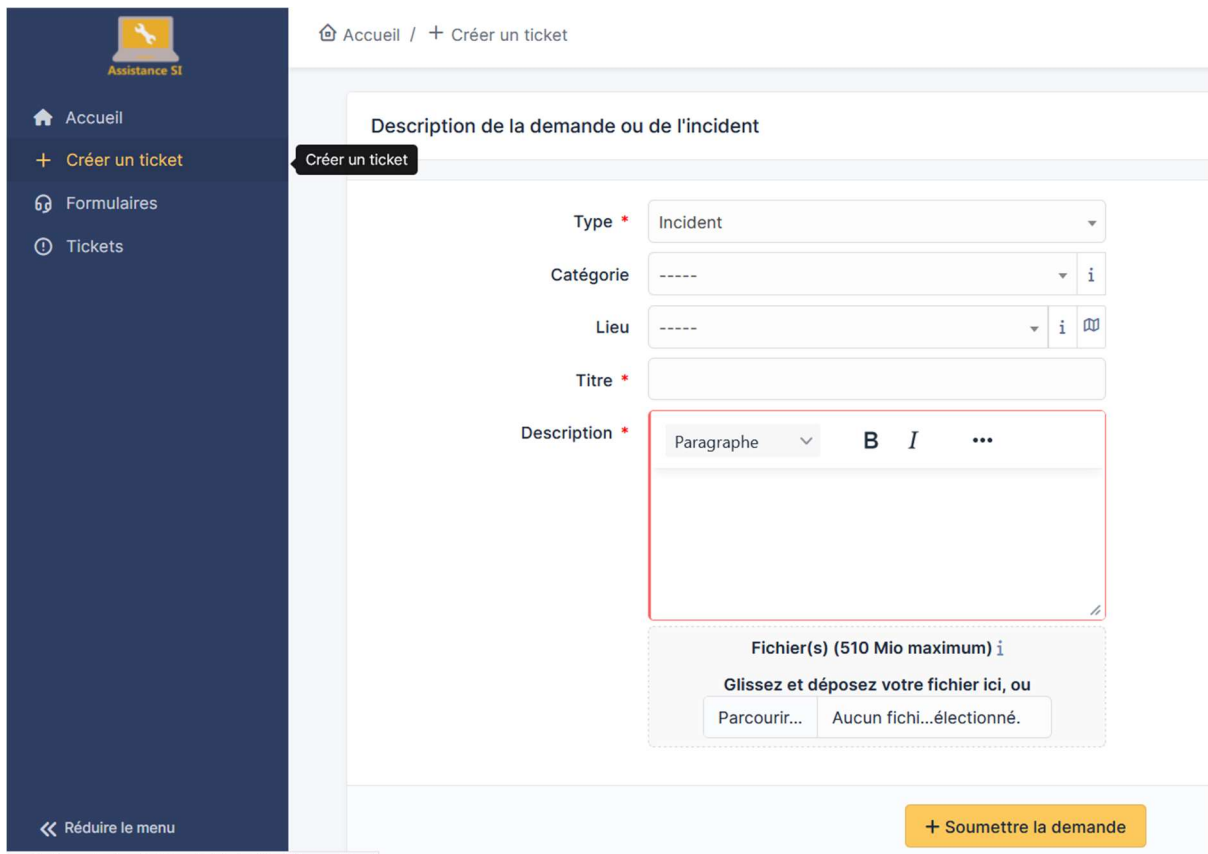 Assistance SI
Accueil / + Créer un ticket
Accueil
+ Créer un ticket
Créer un ticket
Formulaires
Tickets
Réduire le menu
Description de la demande ou de l'incident
Type * Incident
Catégorie ----- i
Lieu ----- i
Titre *
Description *
Paragraphe B I •••
Fichier(s) (510 Mio maximum) i
Glissez et déposez votre fichier ici, ou
Parcourir... Aucun fichi...électionné.
+ Soumettre la demande